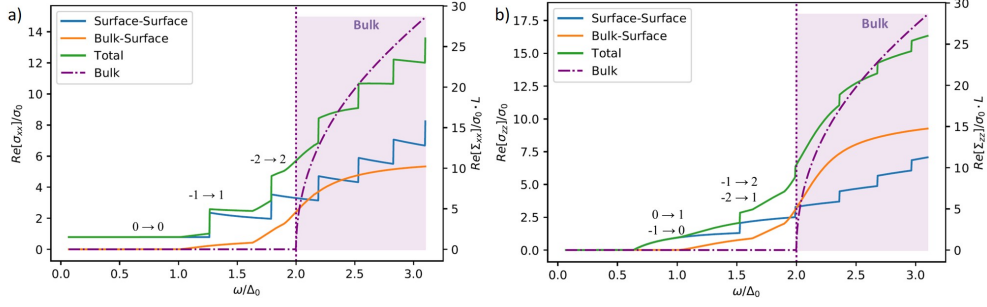 a)
Surface-Surface
Bulk-Surface
Total
Bulk
Bulk
0 → 0
-1 → 1
-2 → 2
Re[σxx]/σ0
14
12
10
8
6
4
2
0
30
25
20
15
10
5
0
Re[Σxx]/σ0 · L
0.0 0.5 1.0 1.5 2.0 2.5 3.0
ω/Δ0
b)
Surface-Surface
Bulk-Surface
Total
Bulk
Bulk
0 → 1
-1 → 0
-1 → 2
-2 → 1
Re[σzz]/σ0
17.5
15.0
12.5
10.0
7.5
5.0
2.5
0.0
30
25
20
15
10
5
0
Re[Σzz]/σ0 · L
0.0 0.5 1.0 1.5 2.0 2.5 3.0
ω/Δ0